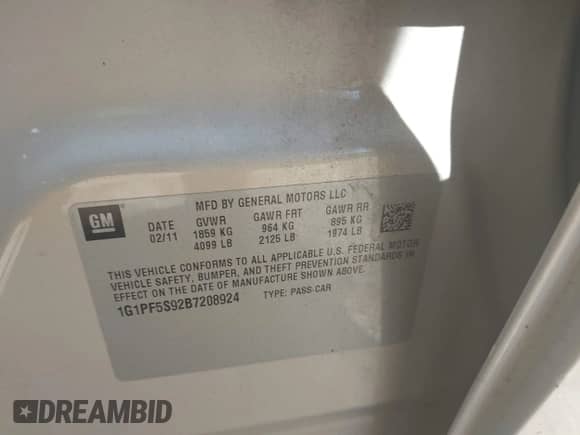 MFD BY GENERAL MOTORS LLC
GM
DATE GVWR GAWR FRT GAWR RR
02/11 1859 KG 964 KG 895 KG
4099 LB 2125 LB 1974 LB
THIS VEHICLE CONFORMS TO ALL APPLICABLE U.S. FEDERAL MOTOR
VEHICLE SAFETY, BUMPER, AND THEFT PREVENTION STANDARDS IN
EFFECT ON THE DATE OF MANUFACTURE SHOWN ABOVE.
1G1PF5S92B7208924 TYPE: PASS-CAR
DREAMBID